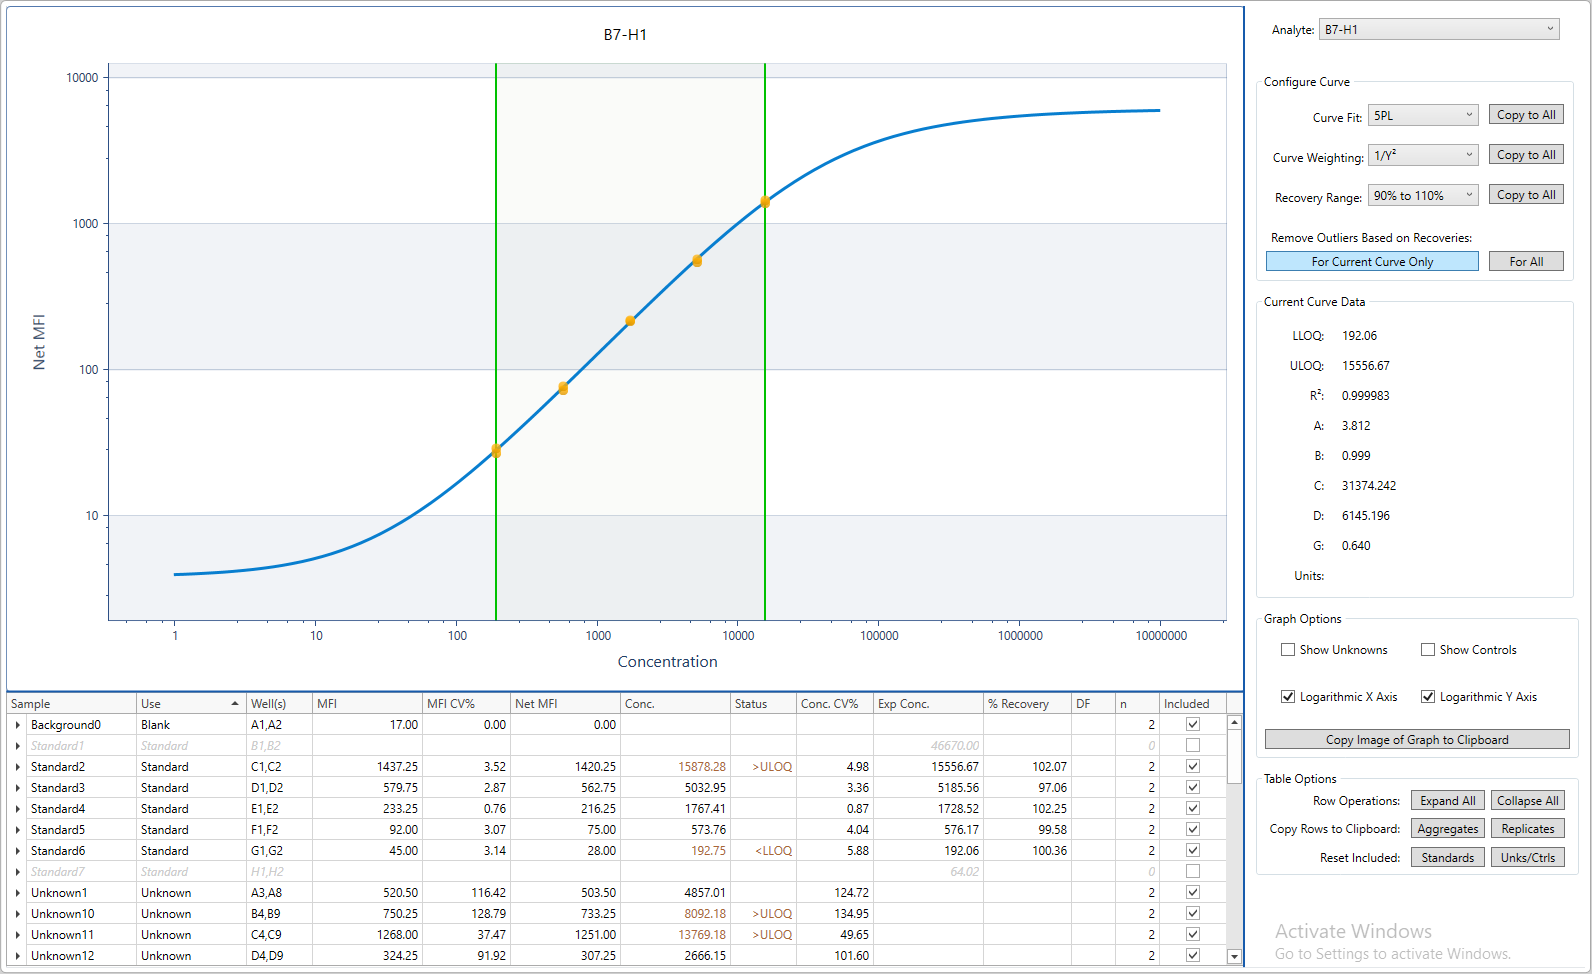 B7-H1
Net MFI
10000
1000
100
10
1 10 100 1000 10000 100000 1000000 10000000
Concentration
Analyte: B7-H1
Configure Curve
Curve Fit: 5PL Copy to All
Curve Weighting: 1/Y² Copy to All
Recovery Range: 90% to 110% Copy to All
Remove Outliers Based on Recoveries:
For Current Curve Only For All
Current Curve Data
LLOQ: 192.06
ULOQ: 15556.67
R²: 0.999983
A: 3.812
B: 0.999
C: 31374.242
D: 6145.196
G: 0.640
Units:
Graph Options
Show Unknowns Show Controls
Logarithmic X Axis Logarithmic Y Axis
Copy Image of Graph to Clipboard
Table Options
Row Operations: Expand All Collapse All
Copy Rows to Clipboard: Aggregates Replicates
Reset Included: Standards Unks/Ctrls
Sample Use Well(s) MFI MFI CV% Net MFI Conc. Status Conc. CV% Exp Conc. % Recovery DF n Included
Background0 Blank A1,A2 17.00 0.00 0.00 2
Standard1 Standard B1,B2 46670.00 0
Standard2 Standard C1,C2 1437.25 3.52 1420.25 15878.28 >ULOQ 4.98 15556.67 102.07 2
Standard3 Standard D1,D2 579.75 2.87 562.75 5032.95 3.36 5185.56 97.06 2
Standard4 Standard E1,E2 233.25 0.76 216.25 1767.41 0.87 1728.52 102.25 2
Standard5 Standard F1,F2 92.00 3.07 75.00 573.76 4.04 576.17 99.58 2
Standard6 Standard G1,G2 45.00 3.14 28.00 192.75 <LLOQ 5.88 192.06 100.36 2
Standard7 Standard H1,H2 64.02 0
Unknown1 Unknown A3,A8 520.50 116.42 503.50 4857.01 124.72 2
Unknown10 Unknown B4,B9 750.25 128.79 733.25 8092.18 >ULOQ 134.95 2
Unknown11 Unknown C4,C9 1268.00 37.47 1251.00 13769.18 >ULOQ 49.65 2
Unknown12 Unknown D4,D9 324.25 91.92 307.25 2666.15 101.60 2
Activate Windows
Go to Settings to activate Windows.